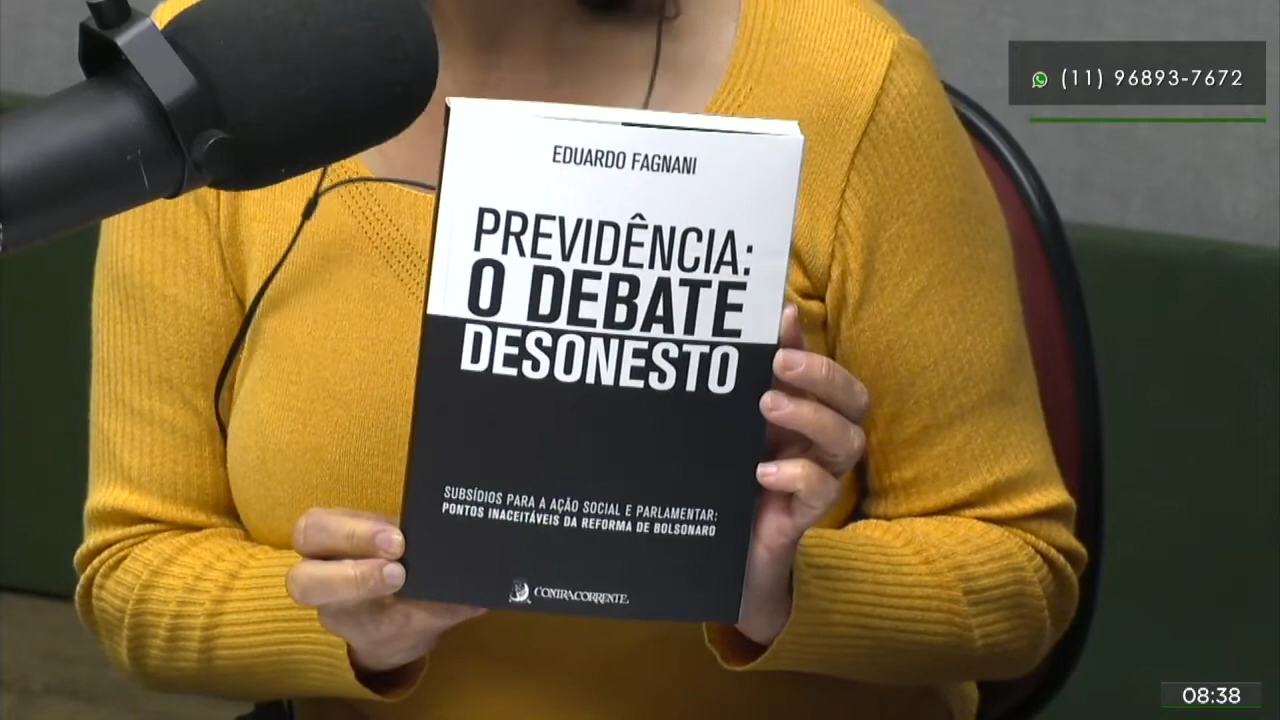 (11) 96893-7672
EDUARDO FAGNANI
PREVIDÊNCIA:
O DEBATE
DESONESTO
SUBSÍDIOS PARA A AÇÃO SOCIAL E PARLAMENTAR:
PONTOS INACEITÁVEIS DA REFORMA DE BOLSONARO
CONTRACORRENTE
08:38